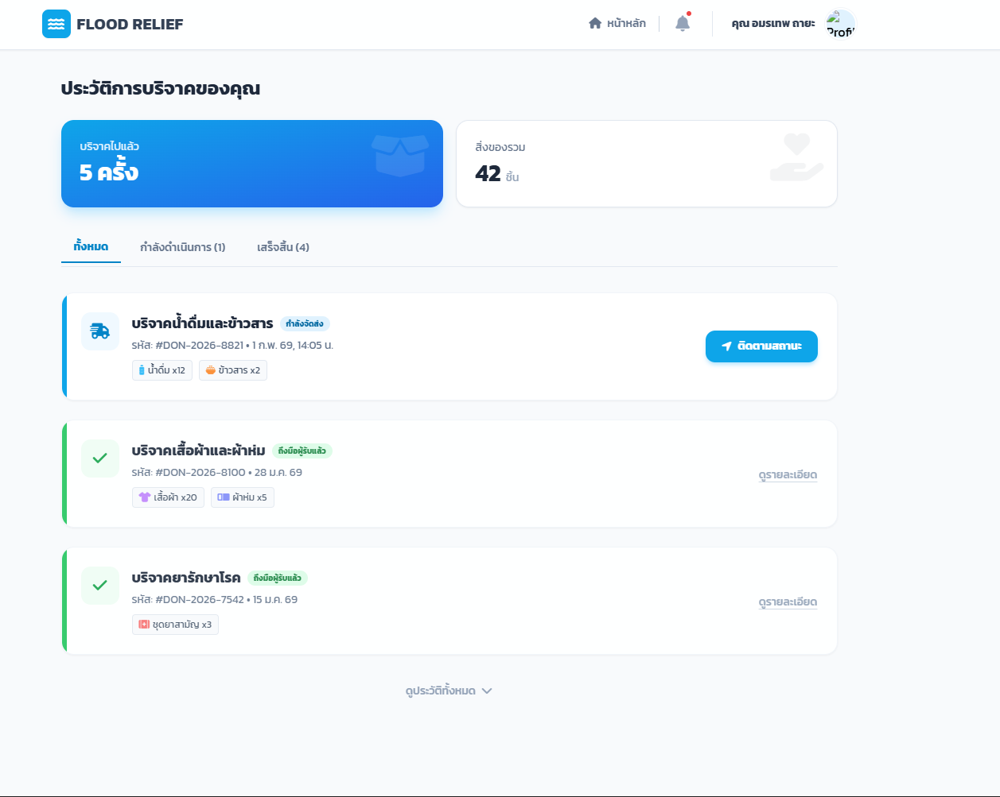 FLOOD RELIEF
หน้าหลัก
คุณ อมรเทพ ถายะ
Profil
ประวัติการบริจาคของคุณ
บริจาคไปแล้ว
5 ครั้ง
สิ่งของรวม
42 ชิ้น
ทั้งหมด
กำลังดำเนินการ (1)
เสร็จสิ้น (4)
บริจาคน้ำดื่มและข้าวสาร กำลังจัดส่ง
รหัส: #DON-2026-8821 • 1 ก.พ. 69, 14:05 น.
น้ำดื่ม x12 ข้าวสาร x2
ติดตามสถานะ
บริจาคเสื้อผ้าและผ้าห่ม ถึงมือผู้รับแล้ว
รหัส: #DON-2026-8100 • 28 ม.ค. 69
เสื้อผ้า x20 ผ้าห่ม x5
ดูรายละเอียด
บริจาคยารักษาโรค ถึงมือผู้รับแล้ว
รหัส: #DON-2026-7542 • 15 ม.ค. 69
ชุดยาสามัญ x3
ดูรายละเอียด
ดูประวัติทั้งหมด